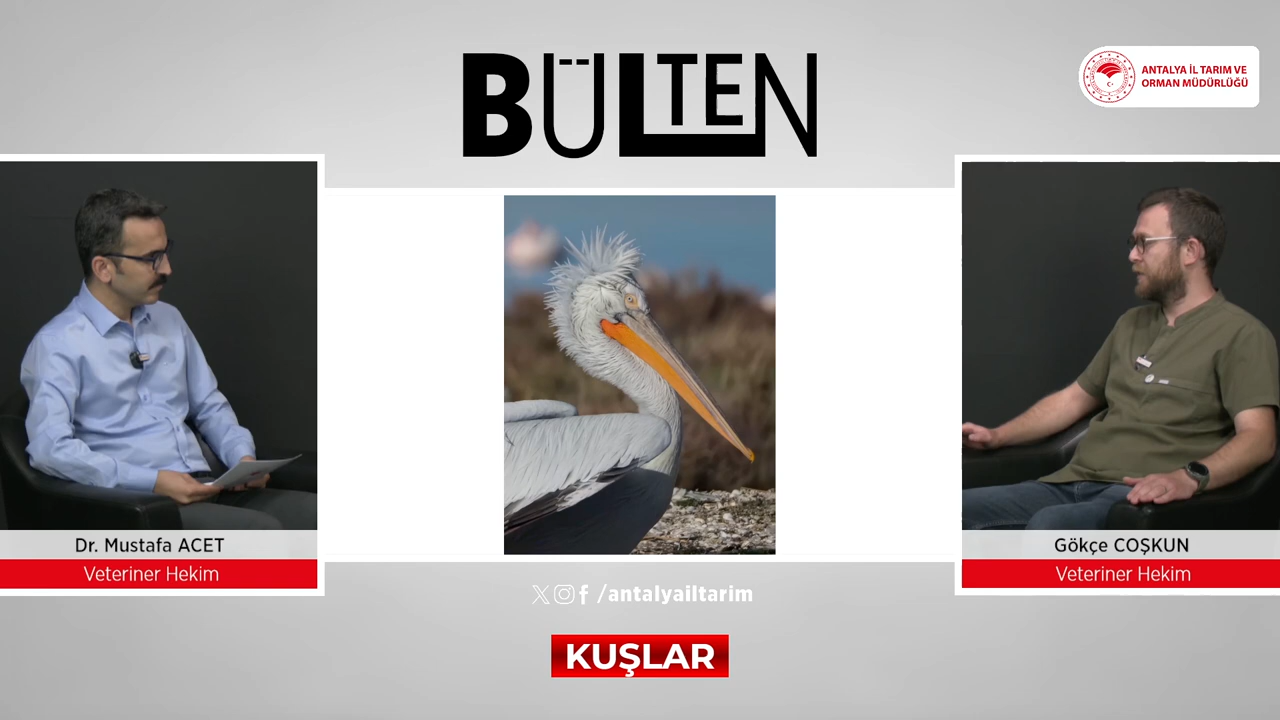 BÜLTEN
ANTALYA İL TARIM VE
ORMAN MÜDÜRLÜĞÜ
Dr. Mustafa ACET
Veteriner Hekim
Gökçe COŞKUN
Veteriner Hekim
/antalyailtarim
KUŞLAR